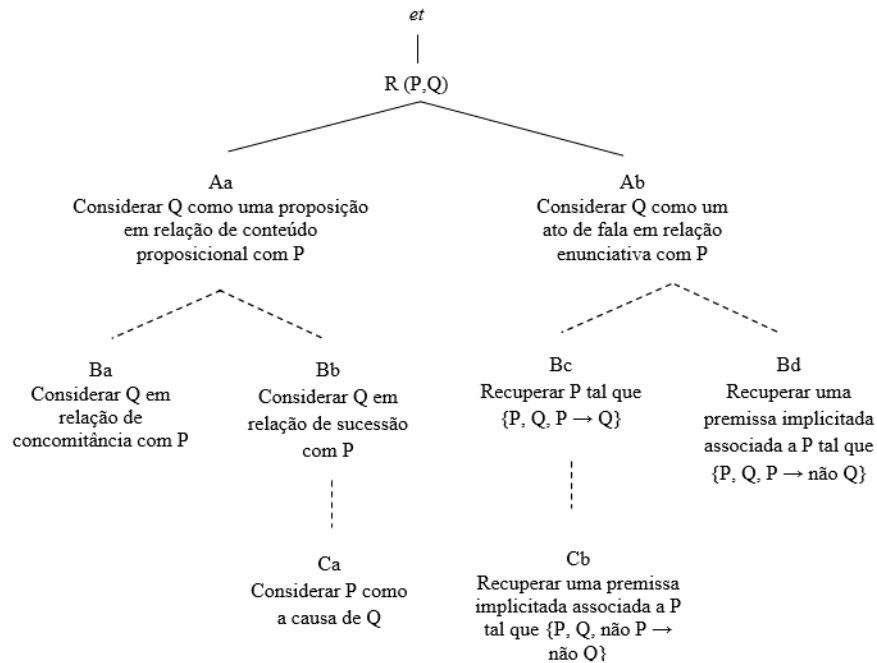 et
R (P,Q)
Aa
Considerar Q como uma proposição
em relação de conteúdo
proposicional com P
Ab
Considerar Q como um
ato de fala em relação
enunciativa com P
Ba
Considerar Q em
relação de
concomitância com P
Bb
Considerar Q em
relação de sucessão
com P
Bc
Recuperar P tal que
{P, Q, P → Q}
Bd
Recuperar uma
premissa implicitada
associada a P tal que
{P, Q, P → não Q}
Ca
Considerar P como
a causa de Q
Cb
Recuperar uma premissa
implicitada associada a P
tal que {P, Q, não P →
não Q}